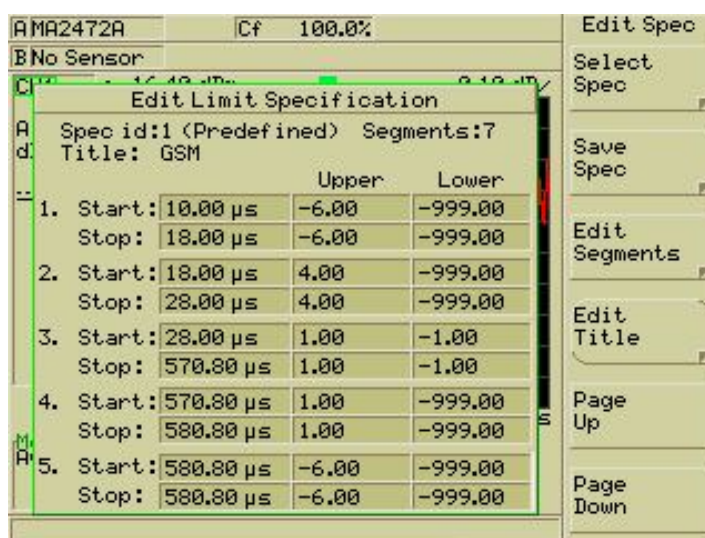 A MA2472A Cf 100.0%
B No Sensor
Edit Limit Specification
Spec id:1 (Predefined) Segments:7
Title: GSM
Upper Lower
1. Start: 10.00 µs -6.00 -999.00
Stop: 18.00 µs -6.00 -999.00
2. Start: 18.00 µs 4.00 -999.00
Stop: 28.00 µs 4.00 -999.00
3. Start: 28.00 µs 1.00 -1.00
Stop: 570.80 µs 1.00 -1.00
4. Start: 570.80 µs 1.00 -999.00
Stop: 580.80 µs 1.00 -999.00
5. Start: 580.80 µs -6.00 -999.00
Stop: 580.80 µs -6.00 -999.00
Edit Spec
Select
Spec
Save
Spec
Edit
Segments
Edit
Title
Page
Up
Page
Down